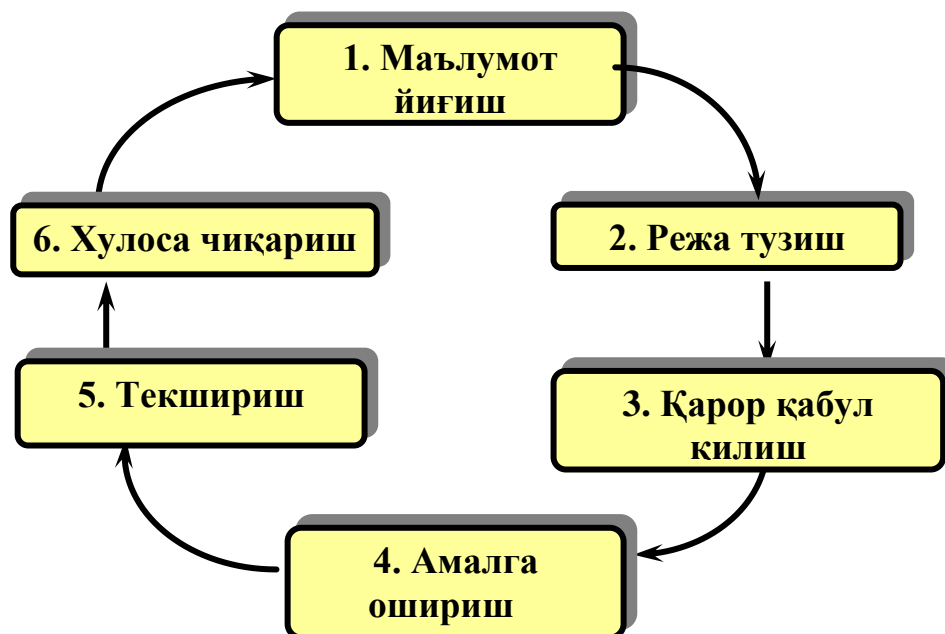 1. Маълумот
йиғиш
2. Режа тузиш
3. Қарор қабул
қилиш
4. Амалга
ошириш
5. Текшириш
6. Хулоса чиқариш